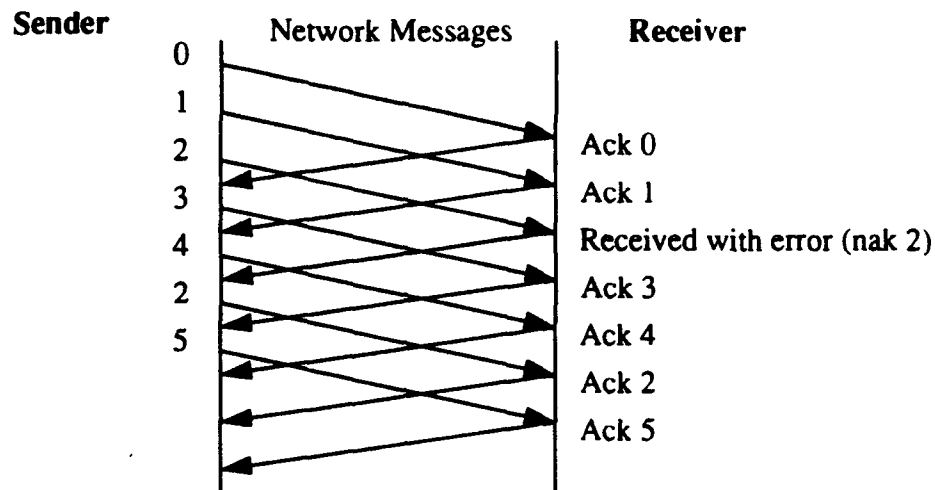 Sender Network Messages Receiver
0
1
Ack 0
2
Ack 1
3
Received with error (nak 2)
4
Ack 3
2
Ack 4
5
Ack 2
Ack 5